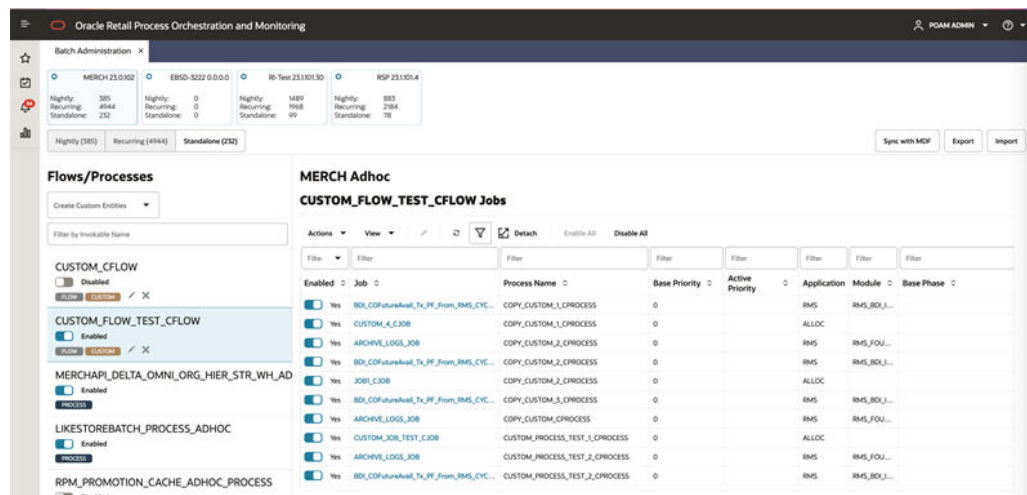 Oracle Retail Process Orchestration and Monitoring
POAM ADMIN
Batch Administration ×
MERCH 23.0.102
Nightly: 385
Recurring: 4944
Standalone: 232
EBSD-3222 0.0.0.0
Nightly: 0
Recurring: 0
Standalone: 0
RI-Test 23.1.101.30
Nightly: 1489
Recurring: 1968
Standalone: 99
RSP 23.1.101.4
Nightly: 883
Recurring: 2184
Standalone: 78
Nightly (385) Recurring (4944) Standalone (232)
Sync with MDF Export Import
Flows/Processes
Create Custom Entities
Filter by Invokable Name
CUSTOM_CFLOW
Disabled
FLOW CUSTOM
CUSTOM_FLOW_TEST_CFLOW
Enabled
FLOW CUSTOM
MERCHAPI_DELTA_OMNI_ORG_HIER_STR_WH_AD
Enabled
PROCESS
LIKESTOREBATCH_PROCESS_ADHOC
Enabled
PROCESS
RPM_PROMOTION_CACHE_ADHOC_PROCESS
MERCH Adhoc
CUSTOM_FLOW_TEST_CFLOW Jobs
Actions View Detach Enable All Disable All
Filte Filter Filter Filter Filter Filter Filter Filter
Enabled Job Process Name Base Priority Active Priority Application Module Base Phase
Yes BDI_COFutureAvail_Tx_PF_From_RMS_CYC... COPY_CUSTOM_1_CPROCESS 0 RMS RMS_BDI_I...
Yes CUSTOM_4_CJOB COPY_CUSTOM_1_CPROCESS 0 ALLOC
Yes ARCHIVE_LOGS_JOB COPY_CUSTOM_2_CPROCESS 0 RMS RMS_FOU...
Yes BDI_COFutureAvail_Tx_PF_From_RMS_CYC... COPY_CUSTOM_2_CPROCESS 0 RMS RMS_BDI_I...
Yes JOB1_CJOB COPY_CUSTOM_2_CPROCESS 0 ALLOC
Yes BDI_COFutureAvail_Tx_PF_From_RMS_CYC... COPY_CUSTOM_3_CPROCESS 0 RMS RMS_BDI_I...
Yes ARCHIVE_LOGS_JOB COPY_CUSTOM_CPROCESS 0 RMS RMS_FOU...
Yes CUSTOM_JOB_TEST_CJOB CUSTOM_PROCESS_TEST_1_CPROCESS 0 ALLOC
Yes ARCHIVE_LOGS_JOB CUSTOM_PROCESS_TEST_2_CPROCESS 0 RMS RMS_FOU...
Yes BDI_COFutureAvail_Tx_PF_From_RMS_CYC... CUSTOM_PROCESS_TEST_2_CPROCESS 0 RMS RMS_BDI_I...